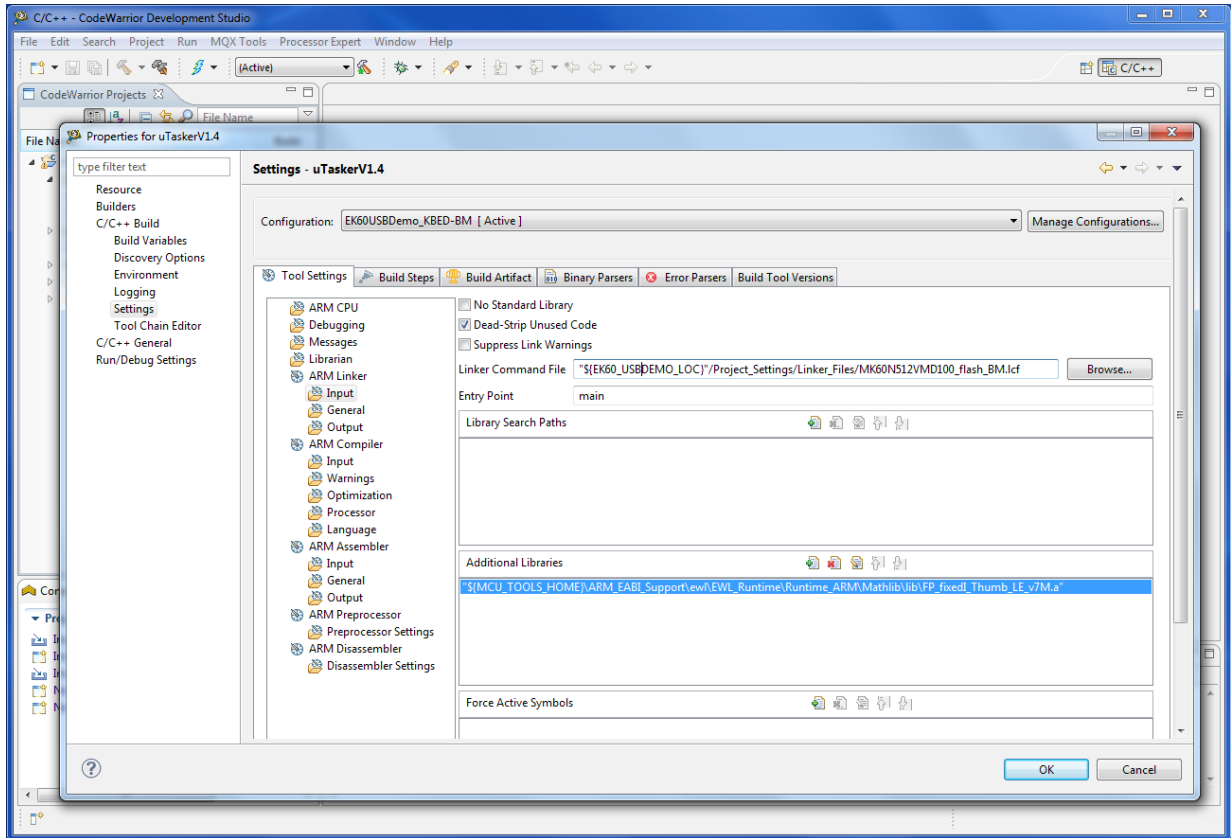 C/C++ - CodeWarrior Development Studio
File Edit Search Project Run MQX Tools Processor Expert Window Help
(Active)
C/C++
CodeWarrior Projects
File Name
File Na
Properties for uTaskerV1.4
type filter text
Settings - uTaskerV1.4
Resource
Builders
C/C++ Build
Build Variables
Discovery Options
Environment
Logging
Settings
Tool Chain Editor
C/C++ General
Run/Debug Settings
Configuration: EK60USBDemo_KBED-BM [ Active ]
Manage Configurations...
Tool Settings Build Steps Build Artifact Binary Parsers Error Parsers Build Tool Versions
ARM CPU
Debugging
Messages
Librarian
ARM Linker
Input
General
Output
ARM Compiler
Input
Warnings
Optimization
Processor
Language
ARM Assembler
Input
General
Output
ARM Preprocessor
Preprocessor Settings
ARM Disassembler
Disassembler Settings
No Standard Library
Dead-Strip Unused Code
Suppress Link Warnings
Linker Command File "${EK60_USBDEMO_LOC}"/Project_Settings/Linker_Files/MK60N512VMD100_flash_BM.lcf Browse...
Entry Point main
Library Search Paths
Additional Libraries
"${MCU_TOOLS_HOME}\ARM_EABI_Support\ewl\EWL_Runtime\Runtime_ARM\Mathlib\lib\FP_fixedI_Thumb_LE_v7M.a"
Force Active Symbols
Cor
Pro
OK Cancel